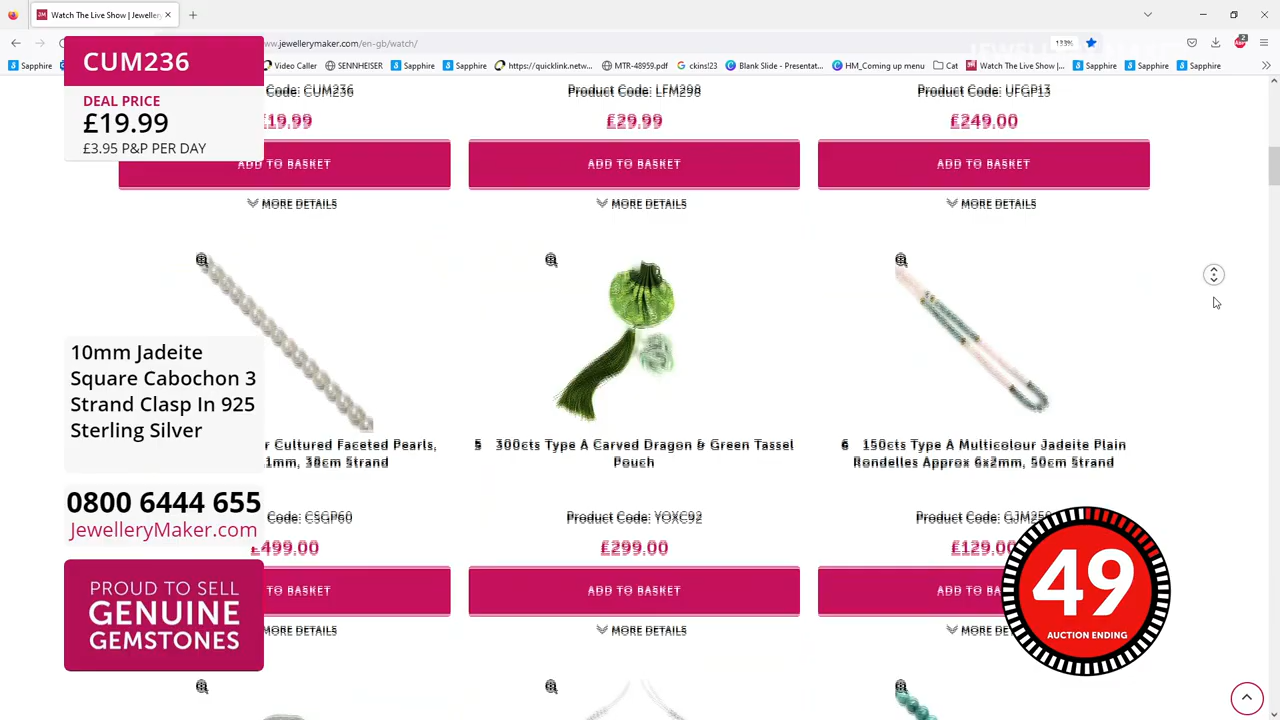 Watch The Live Show | Jeweller
ww.jewellerymaker.com/en-gb/watch/
133%
2
Sapphire
Video Caller
SENNHEISER
Sapphire
Sapphire
https://quicklink.netw...
MTR-48959.pdf
ckins!23
Blank Slide - Presentat...
HM_Coming up menu
Cat
Watch The Live Show |...
Sapphire
Sapphire
Sapphire
CUM236
DEAL PRICE
£19.99
£3.95 P&P PER DAY
Code: CUM236
Product Code: LFM298
Product Code: UFGP13
£19.99
£29.99
£249.00
ADD TO BASKET
ADD TO BASKET
ADD TO BASKET
MORE DETAILS
MORE DETAILS
MORE DETAILS
10mm Jadeite
Square Cabochon 3
Strand Clasp In 925
Sterling Silver
r Cultured Faceted Pearls,
1mm, 38cm Strand
5 300cts Type A Carved Dragon & Green Tassel
Pouch
6 150cts Type A Multicolour Jadeite Plain
Rondelles Approx 6x2mm, 50cm Strand
0800 6444 655
JewelleryMaker.com
Code: CSGP60
Product Code: YOXC92
Product Code:
£499.00
£299.00
£129.00
TO BASKET
ADD TO BASKET
ADD TO BA
MORE DETAILS
MORE DETAILS
MORE DE
PROUD TO SELL
GENUINE
GEMSTONES
49
AUCTION ENDING